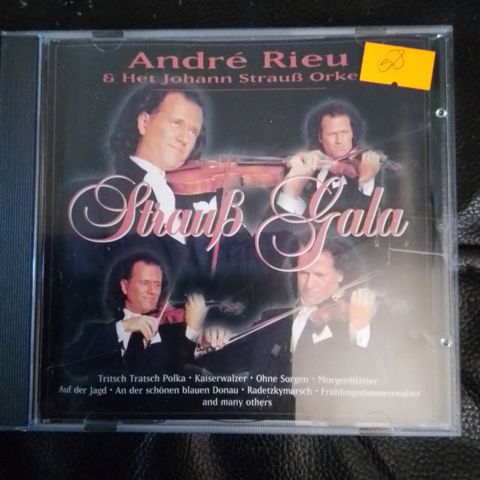 André Rieu
& Het Johann Strauß Orke
58
Strauß Gala
Tritsch Tratsch Polka · Kaiserwalzer · Ohne Sorgen · Morgenblätter
Auf der Jagd · An der schönen blauen Donau · Radetzkymarsch · Frühlingsstimmenwalzer
and many others